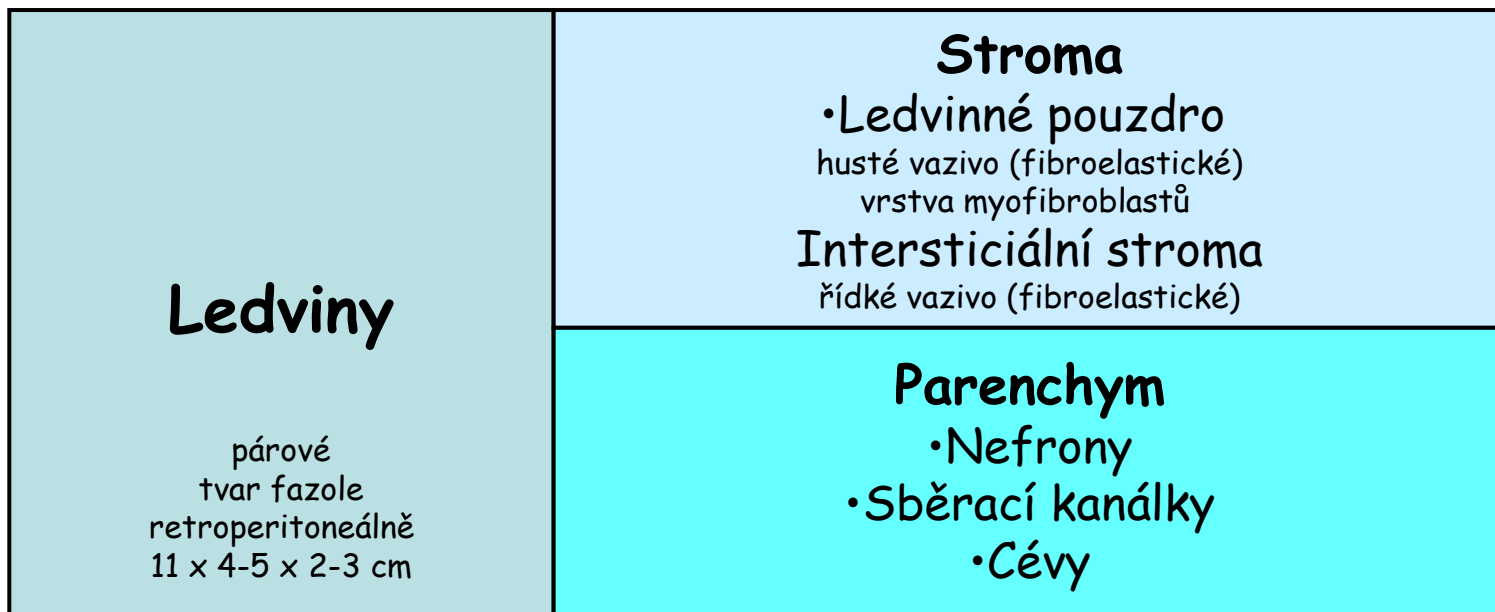 Ledviny
párové
tvar fazole
retroperitoneálně
11 x 4-5 x 2-3 cm
Stroma
•Ledvinné pouzdro
husté vazivo (fibroelastické)
vrstva myofibroblastů
Intersticiální stroma
řídké vazivo (fibroelastické)
Parenchym
•Nefrony
•Sběrací kanálky
•Cévy